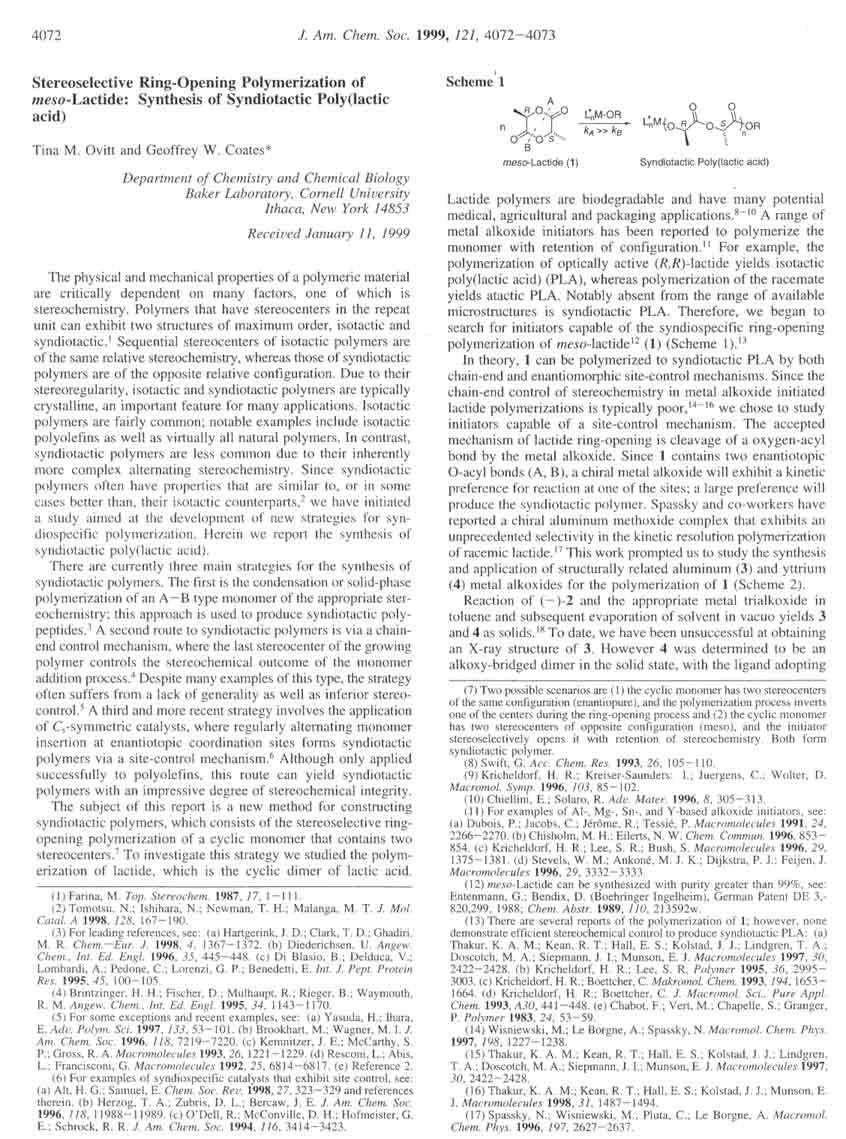 4072
J. Am. Chem. Soc. 1999, 121, 4072−4073
Stereoselective Ring-Opening Polymerization of
meso-Lactide: Synthesis of Syndiotactic Poly(lactic
acid)
Tina M. Ovitt and Geoffrey W. Coates*
Department of Chemistry and Chemical Biology
Baker Laboratory, Cornell University
Ithaca, New York 14853
Received January 11, 1999
The physical and mechanical properties of a polymeric material
are critically dependent on many factors, one of which is
stereochemistry. Polymers that have stereocenters in the repeat
unit can exhibit two structures of maximum order, isotactic and
syndiotactic.1 Sequential stereocenters of isotactic polymers are
of the same relative stereochemistry, whereas those of syndiotactic
polymers are of the opposite relative configuration. Due to their
stereoregularity, isotactic and syndiotactic polymers are typically
crystalline, an important feature for many applications. Isotactic
polymers are fairly common; notable examples include isotactic
polyolefins as well as virtually all natural polymers. In contrast,
syndiotactic polymers are less common due to their inherently
more complex alternating stereochemistry. Since syndiotactic
polymers often have properties that are similar to, or in some
cases better than, their isotactic counterparts,2 we have initiated
a study aimed at the development of new strategies for syn-
diospecific polymerization. Herein we report the synthesis of
syndiotactic poly(lactic acid).
There are currently three main strategies for the synthesis of
syndiotactic polymers. The first is the condensation or solid-phase
polymerization of an A−B type monomer of the appropriate ster-
eochemistry; this approach is used to produce syndiotactic poly-
peptides.3 A second route to syndiotactic polymers is via a chain-
end control mechanism, where the last stereocenter of the growing
polymer controls the stereochemical outcome of the monomer
addition process.4 Despite many examples of this type, the strategy
often suffers from a lack of generality as well as inferior stereo-
control.5 A third and more recent strategy involves the application
of Cs-symmetric catalysts, where regularly alternating monomer
insertion at enantiotopic coordination sites forms syndiotactic
polymers via a site-control mechanism.6 Although only applied
successfully to polyolefins, this route can yield syndiotactic
polymers with an impressive degree of stereochemical integrity.
The subject of this report is a new method for constructing
syndiotactic polymers, which consists of the stereoselective ring-
opening polymerization of a cyclic monomer that contains two
stereocenters.7 To investigate this strategy we studied the polym-
erization of lactide, which is the cyclic dimer of lactic acid.
(1) Farina, M. Top. Stereochem. 1987, 17, 1−111.
(2) Tomotsu, N.; Ishihara, N.; Newman, T. H.; Malanga, M. T. J. Mol.
Catal. A 1998, 128, 167−190.
(3) For leading references, see: (a) Hartgerink, J. D.; Clark, T. D.; Ghadiri,
M. R. Chem.−Eur. J. 1998, 4, 1367−1372. (b) Diederichsen, U. Angew.
Chem., Int. Ed. Engl. 1996, 35, 445−448. (c) Di Blasio, B.; Delduca, V.;
Lombardi, A.; Pedone, C.; Lorenzi, G. P.; Benedetti, E. Int. J. Pept. Protein
Res. 1995, 45, 100−105.
(4) Brintzinger, H. H.; Fischer, D.; Mulhaupt, R.; Rieger, B.; Waymouth,
R. M. Angew. Chem., Int. Ed. Engl. 1995, 34, 1143−1170.
(5) For some exceptions and recent examples, see: (a) Yasuda, H.; Ihara,
E. Adv. Polym. Sci. 1997, 133, 53−101. (b) Brookhart, M.; Wagner, M. I. J.
Am. Chem. Soc. 1996, 118, 7219−7220. (c) Kemnitzer, J. E.; McCarthy, S.
P.; Gross, R. A. Macromolecules 1993, 26, 1221−1229. (d) Resconi, L.; Abis,
L.; Francisconi, G. Macromolecules 1992, 25, 6814−6817. (e) Reference 2.
(6) For examples of syndiospecific catalysts that exhibit site control, see:
(a) Alt, H. G.; Samuel, E. Chem. Soc. Rev. 1998, 27, 323−329 and references
therein. (b) Herzog, T. A.; Zubris, D. L.; Bercaw, J. E. J. Am. Chem. Soc.
1996, 118, 11988−11989. (c) O'Dell, R.; McConville, D. H.; Hofmeister, G.
E.; Schrock, R. R. J. Am. Chem. Soc. 1994, 116, 3414−3423.
Scheme 1
A
R O O
n
O O S
B
L*nM-OR
kA >> kB
L*nM O R O O S O OR n
meso-Lactide (1) Syndiotactic Poly(lactic acid)
Lactide polymers are biodegradable and have many potential
medical, agricultural and packaging applications.8−10 A range of
metal alkoxide initiators has been reported to polymerize the
monomer with retention of configuration.11 For example, the
polymerization of optically active (R,R)-lactide yields isotactic
poly(lactic acid) (PLA), whereas polymerization of the racemate
yields atactic PLA. Notably absent from the range of available
microstructures is syndiotactic PLA. Therefore, we began to
search for initiators capable of the syndiospecific ring-opening
polymerization of meso-lactide12 (1) (Scheme 1).13
In theory, 1 can be polymerized to syndiotactic PLA by both
chain-end and enantiomorphic site-control mechanisms. Since the
chain-end control of stereochemistry in metal alkoxide initiated
lactide polymerizations is typically poor,14−16 we chose to study
initiators capable of a site-control mechanism. The accepted
mechanism of lactide ring-opening is cleavage of a oxygen-acyl
bond by the metal alkoxide. Since 1 contains two enantiotopic
O-acyl bonds (A, B), a chiral metal alkoxide will exhibit a kinetic
preference for reaction at one of the sites; a large preference will
produce the syndiotactic polymer. Spassky and co-workers have
reported a chiral aluminum methoxide complex that exhibits an
unprecedented selectivity in the kinetic resolution polymerization
of racemic lactide.17 This work prompted us to study the synthesis
and application of structurally related aluminum (3) and yttrium
(4) metal alkoxides for the polymerization of 1 (Scheme 2).
Reaction of (−)-2 and the appropriate metal trialkoxide in
toluene and subsequent evaporation of solvent in vacuo yields 3
and 4 as solids.18 To date, we have been unsuccessful at obtaining
an X-ray structure of 3. However 4 was determined to be an
alkoxy-bridged dimer in the solid state, with the ligand adopting
(7) Two possible scenarios are (1) the cyclic monomer has two stereocenters
of the same configuration (enantiopure), and the polymerization process inverts
one of the centers during the ring-opening process and (2) the cyclic monomer
has two stereocenters of opposite configuration (meso), and the initiator
stereoselectively opens it with retention of stereochemistry. Both form
syndiotactic polymer.
(8) Swift, G. Acc. Chem. Res. 1993, 26, 105−110.
(9) Kricheldorf, H. R.; Kreiser-Saunders: I.; Juergens, C.; Wolter, D.
Macromol. Symp. 1996, 103, 85−102.
(10) Chiellini, E.; Solaro, R. Adv. Mater. 1996, 8, 305−313.
(11) For examples of Al-, Mg-, Sn-, and Y-based alkoxide initiators, see:
(a) Dubois, P.; Jacobs, C.; Jérôme, R.; Tessié, P. Macromolecules 1991, 24,
2266−2270. (b) Chisholm, M. H.; Eilerts, N. W. Chem. Commun. 1996, 853−
854. (c) Kricheldorf, H. R.; Lee, S. R.; Bush, S. Macromolecules 1996, 29,
1375−1381. (d) Stevels, W. M.; Ankoné, M. J. K.; Dijkstra, P. J.; Feijen, J.
Macromolecules 1996, 29, 3332−3333.
(12) meso-Lactide can be synthesized with purity greater than 99%, see:
Entenmann, G.; Bendix, D. (Boehringer Ingelheim), German Patent DE 3,-
820,299, 1988; Chem. Abstr. 1989, 110, 213592w.
(13) There are several reports of the polymerization of 1; however, none
demonstrate efficient stereochemical control to produce syndiotactic PLA: (a)
Thakur, K. A. M.; Kean, R. T.; Hall, E. S.; Kolstad, J. J.; Lindgren, T. A.;
Doscotch, M. A.; Siepmann, J. I.; Munson, E. J. Macromolecules 1997, 30,
2422−2428. (b) Kricheldorf, H. R.; Lee, S. R. Polymer 1995, 36, 2995−
3003. (c) Kricheldorf, H. R.; Boettcher, C. Makromol. Chem. 1993, 194, 1653−
1664. (d) Kricheldorf, H. R.; Boettcher, C. J. Macromol. Sci., Pure Appl.
Chem. 1993, A30, 441−448. (e) Chabot, F.; Vert, M.; Chapelle, S.; Granger,
P. Polymer 1983, 24, 53−59.
(14) Wisniewski, M.; Le Borgne, A.; Spassky, N. Macromol. Chem. Phys.
1997, 198, 1227−1238.
(15) Thakur, K. A. M.; Kean, R. T.; Hall, E. S.; Kolstad, J. J.; Lindgren,
T. A.; Doscotch, M. A.; Siepmann, J. I.; Munson, E. J. Macromolecules 1997,
30, 2422−2428.
(16) Thakur, K. A. M.; Kean, R. T.; Hall, E. S.; Kolstad, J. J.; Munson, E.
J. Macromolecules 1998, 31, 1487−1494.
(17) Spassky, N.; Wisniewski, M.; Pluta, C.; Le Borgne, A. Macromol.
Chem. Phys. 1996, 197, 2627−2637.